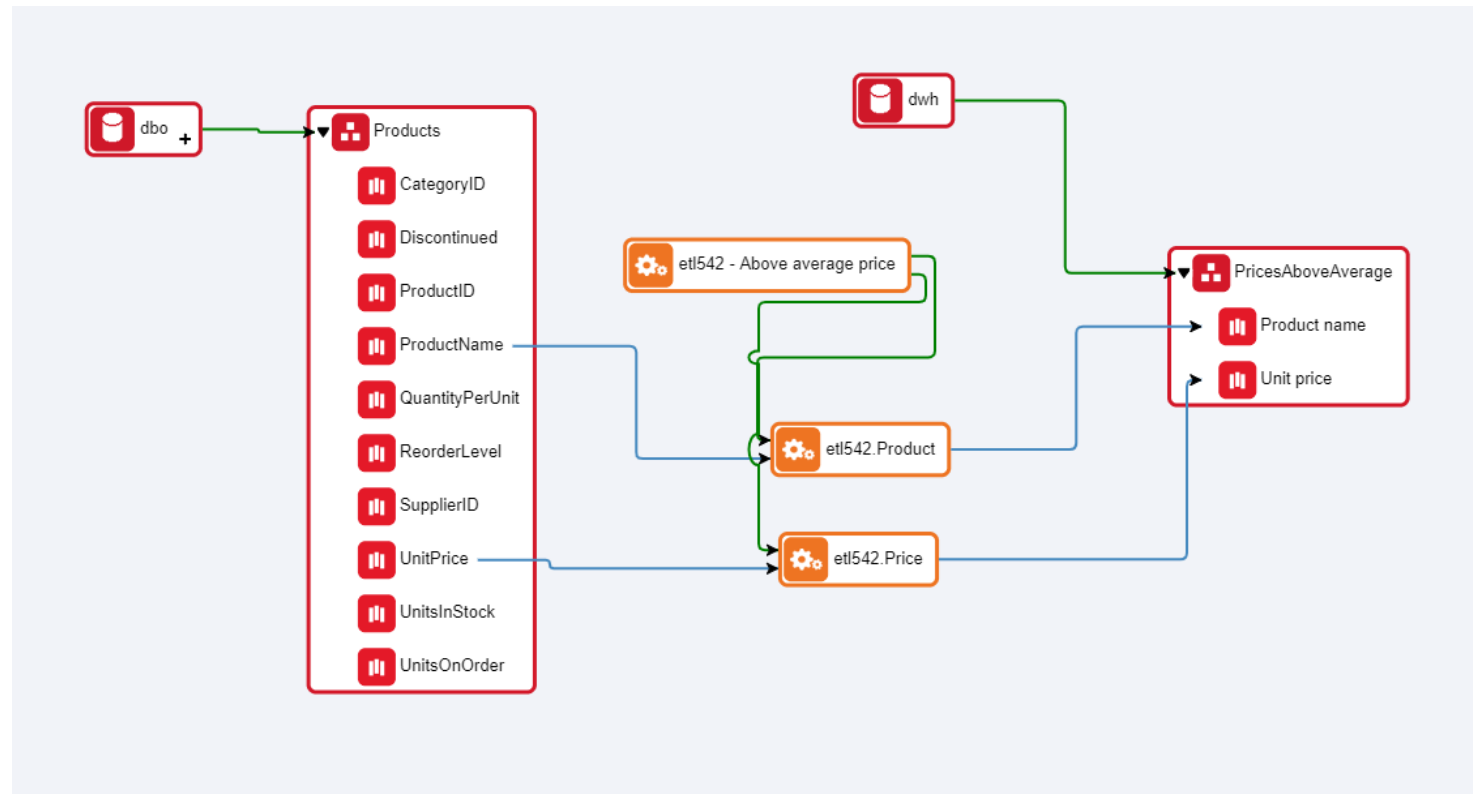 dbo
Products
CategoryID
Discontinued
ProductID
ProductName
QuantityPerUnit
ReorderLevel
SupplierID
UnitPrice
UnitsInStock
UnitsOnOrder
etl542 - Above average price
etl542.Product
etl542.Price
dwh
PricesAboveAverage
Product name
Unit price